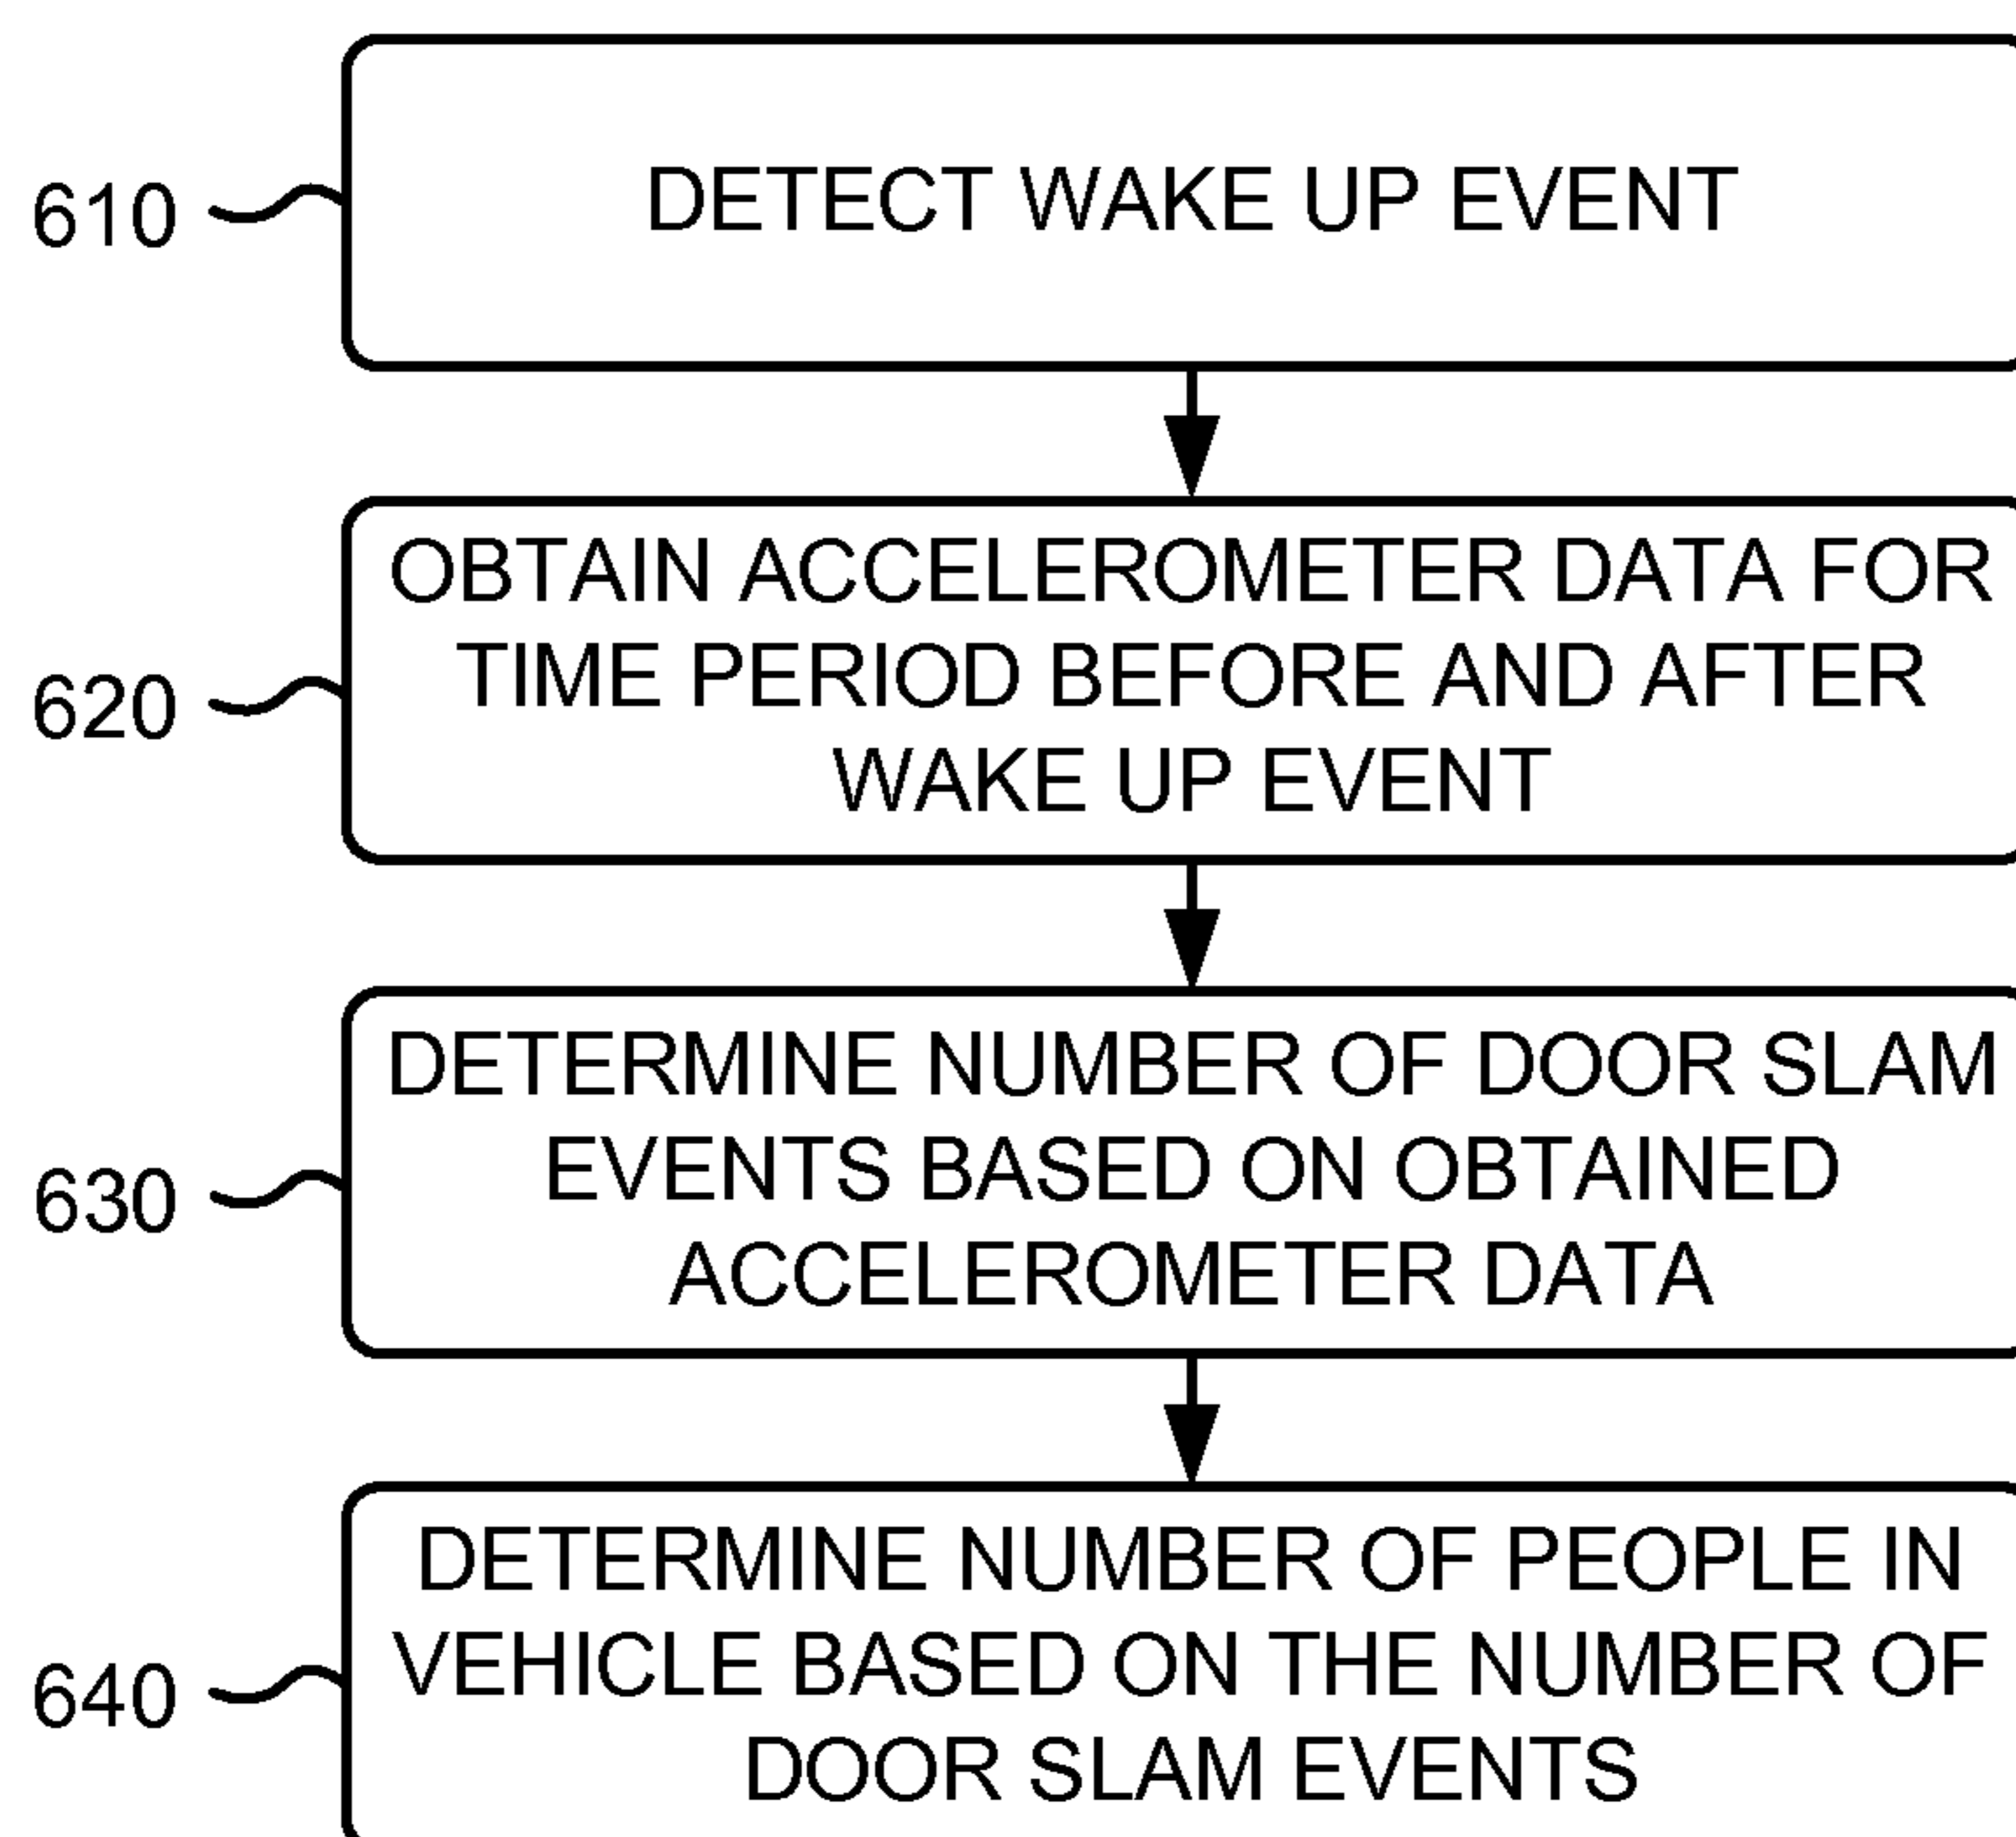 610
DETECT WAKE UP EVENT
620
OBTAIN ACCELEROMETER DATA FOR
TIME PERIOD BEFORE AND AFTER
WAKE UP EVENT
630
DETERMINE NUMBER OF DOOR SLAM
EVENTS BASED ON OBTAINED
ACCELEROMETER DATA
640
DETERMINE NUMBER OF PEOPLE IN
VEHICLE BASED ON THE NUMBER OF
DOOR SLAM EVENTS